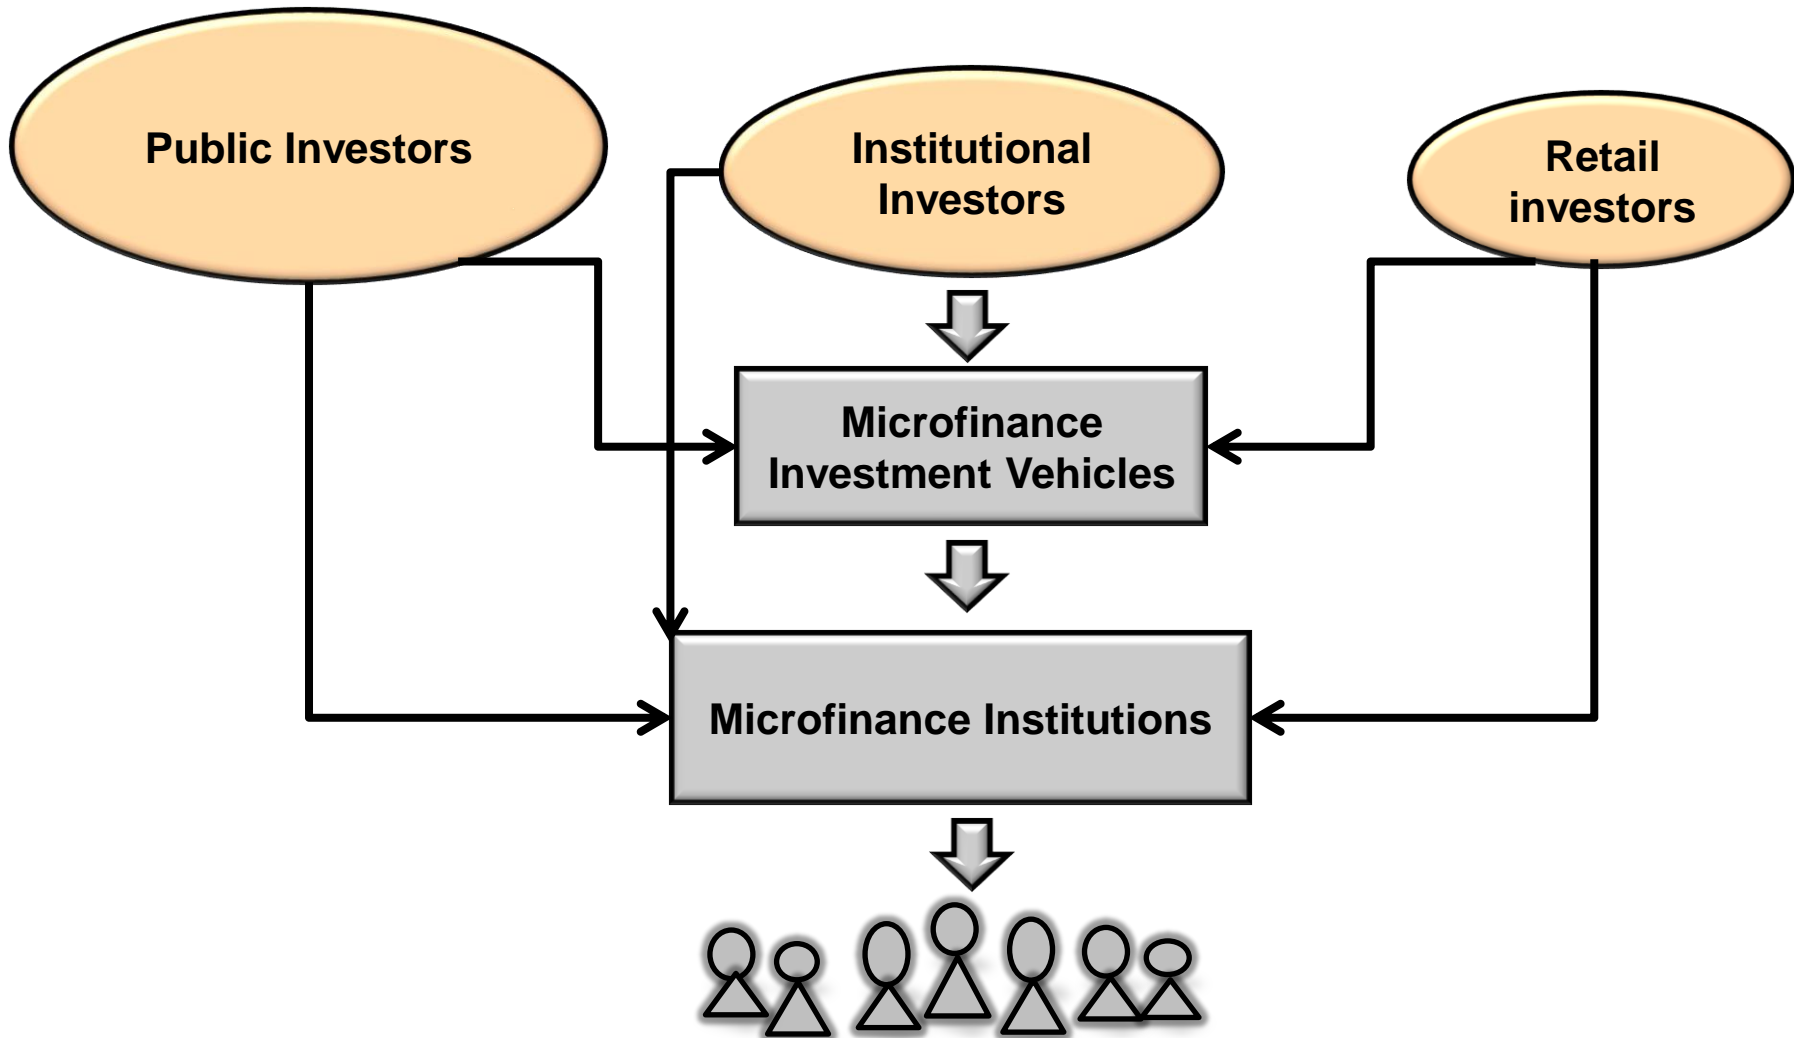 Public Investors
Institutional
Investors
Retail
investors
Microfinance
Investment Vehicles
Microfinance Institutions